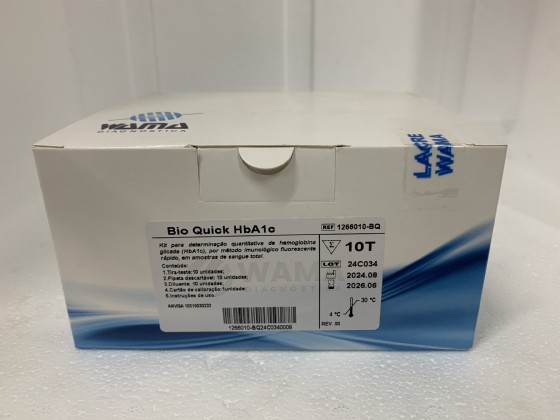 WAMA
DIAGNÓSTICA
LACRE
WAMA
Bio Quick HbA1c
Kit para determinação quantitativa de hemoglobina
glicada (HbA1c), por método imunológico fluorescente
rápido, em amostras de sangue total.
Conteúdo:
1.Tira-teste: 10 unidades;
2.Pipeta descartável: 10 unidades;
3.Diluente: 10 unidades;
4.Cartão de calibração: 1unidade;
5.Instruções de uso.
1266010-BQ24C0340009
REF 1266010-BQ
Σ 10T
LOT 24C034
2024.08
2026.06
30 °C
4 °C
REV. 00
WAMA
DIAGNÓST